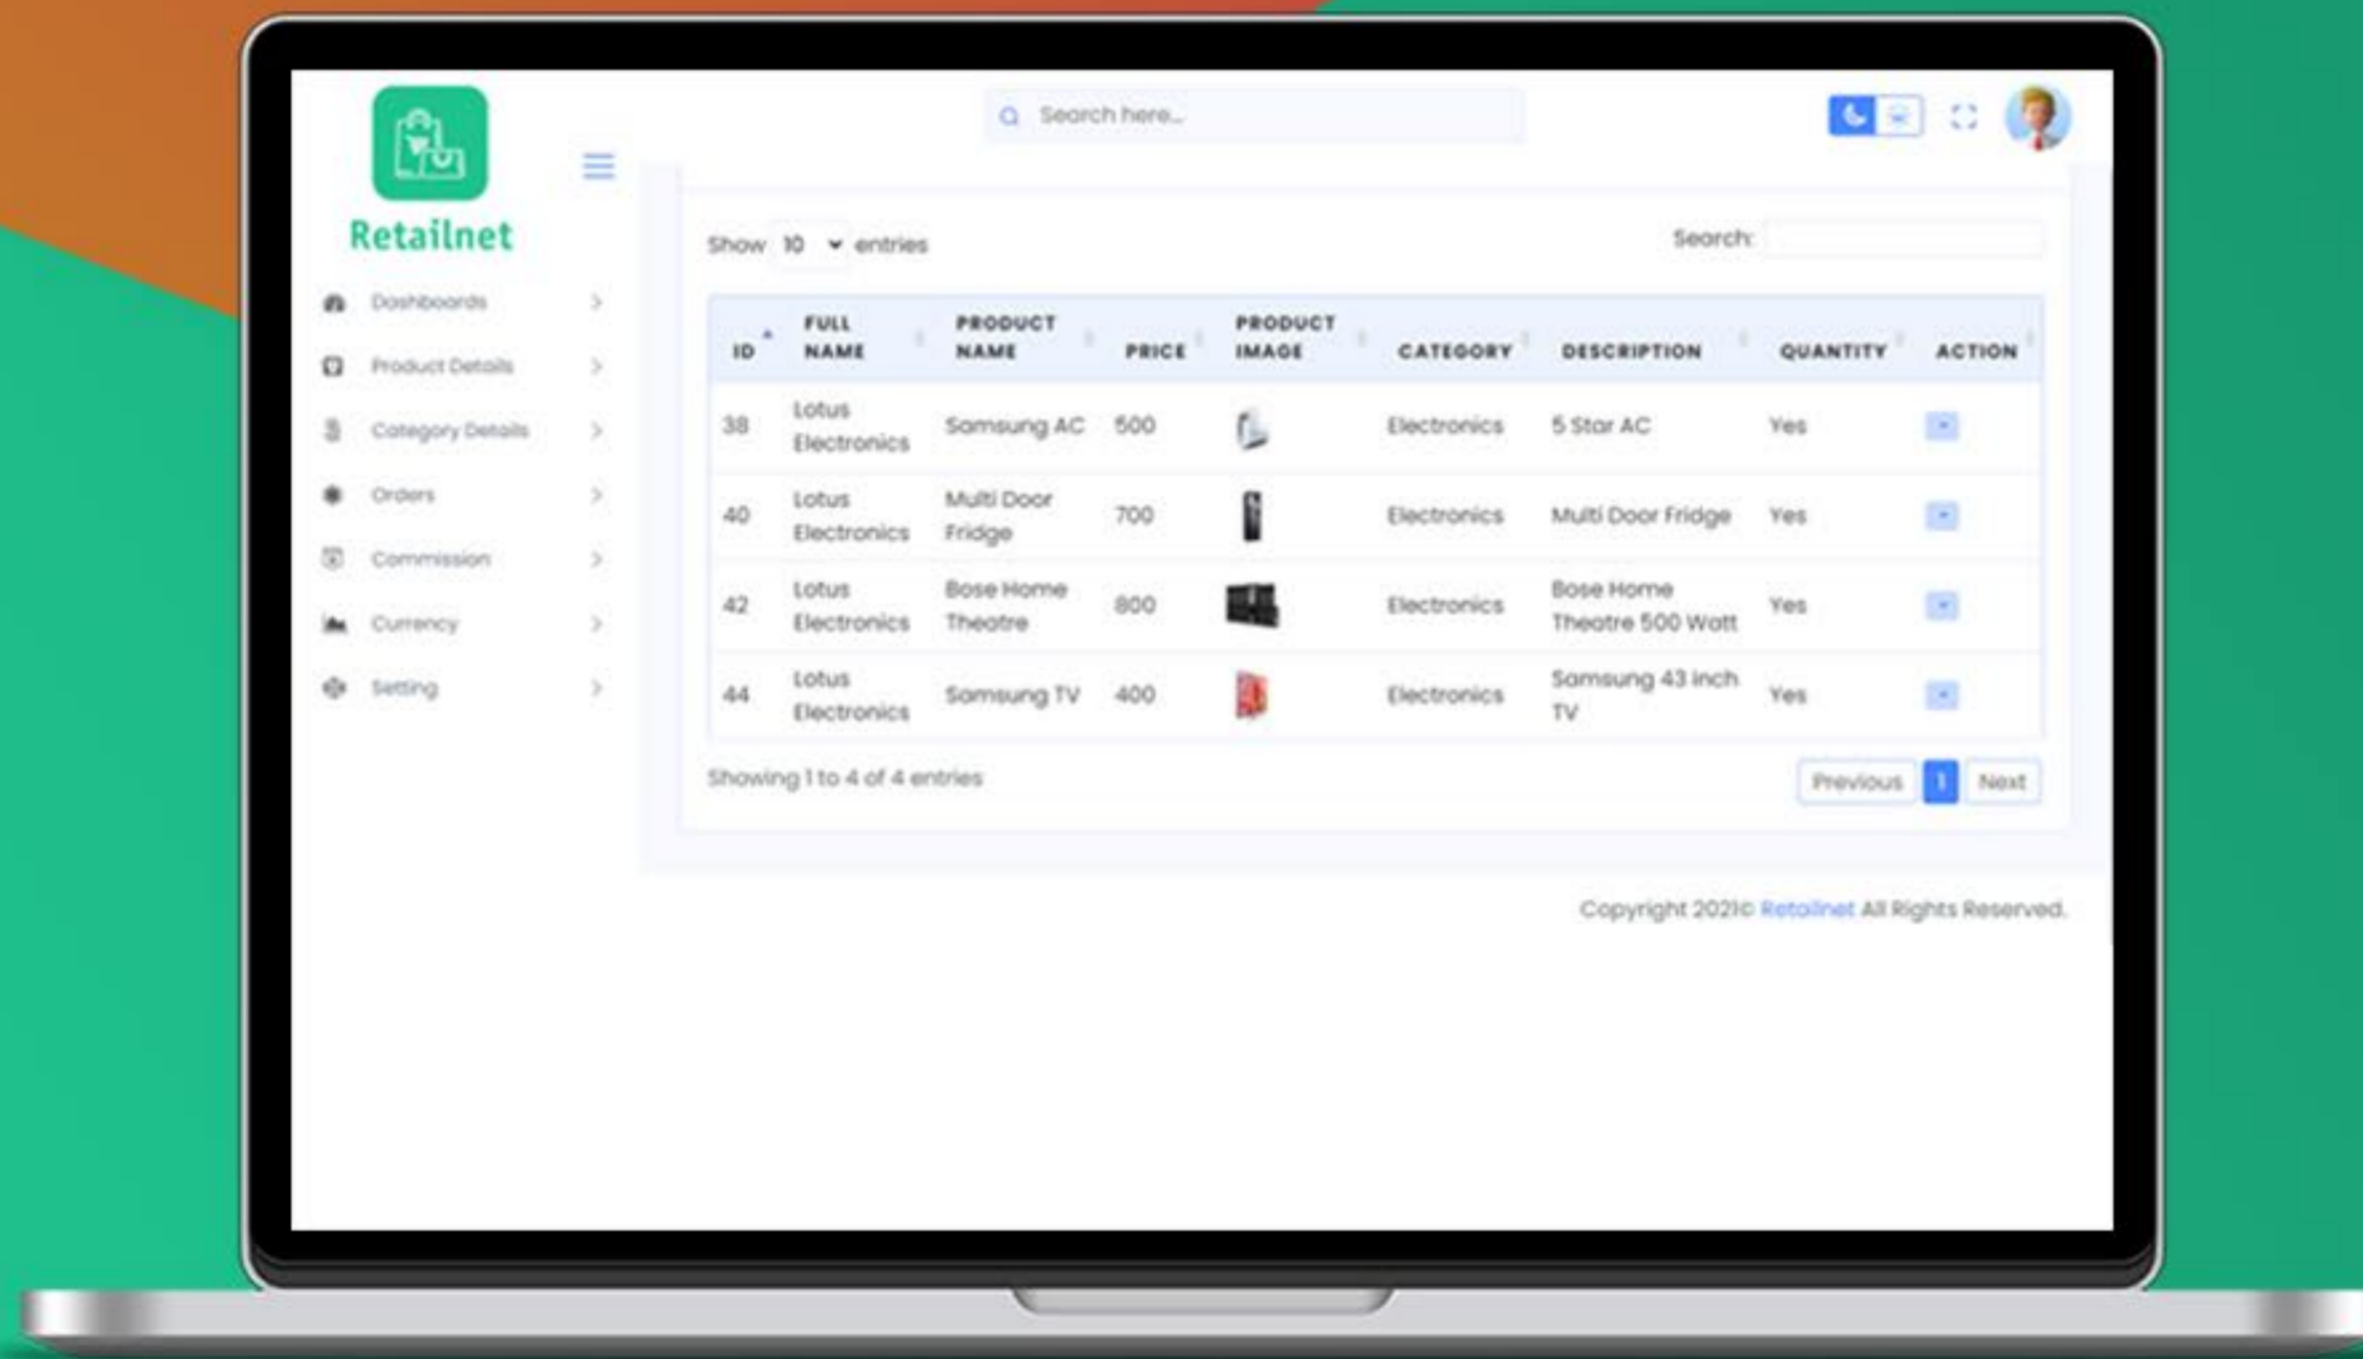 Retailnet
Search here...
Dashboards
Product Details
Category Details
Orders
Commission
Currency
Setting
Show 10 entries
Search:
ID FULL NAME PRODUCT NAME PRICE PRODUCT IMAGE CATEGORY DESCRIPTION QUANTITY ACTION
38 Lotus Electronics Samsung AC 500 Electronics 5 Star AC Yes
40 Lotus Electronics Multi Door Fridge 700 Electronics Multi Door Fridge Yes
42 Lotus Electronics Bose Home Theatre 800 Electronics Bose Home Theatre 500 Watt Yes
44 Lotus Electronics Samsung TV 400 Electronics Samsung 43 inch TV Yes
Showing 1 to 4 of 4 entries
Previous 1 Next
Copyright 2021© Retailnet All Rights Reserved.